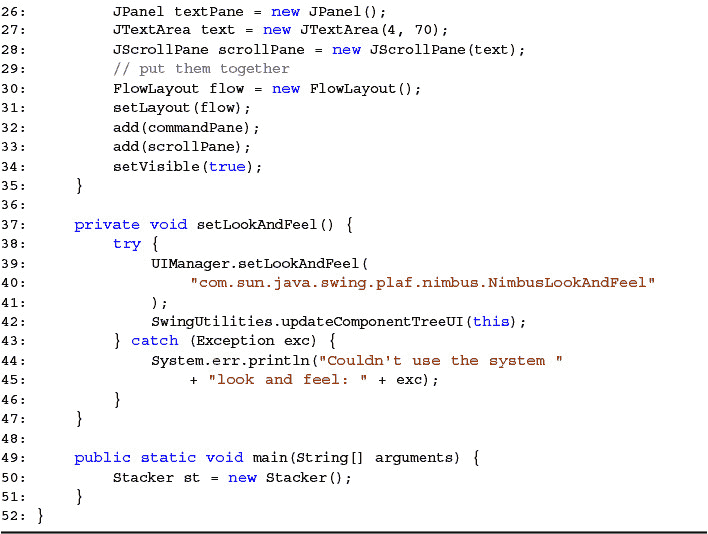 26:         JPanel textPane = new JPanel();
27:         JTextArea text = new JTextArea(4, 70);
28:         JScrollPane scrollPane = new JScrollPane(text);
29:         // put them together
30:         FlowLayout flow = new FlowLayout();
31:         setLayout(flow);
32:         add(commandPane);
33:         add(scrollPane);
34:         setVisible(true);
35:     }
36:
37:     private void setLookAndFeel() {
38:         try {
39:             UIManager.setLookAndFeel(
40:                 "com.sun.java.swing.plaf.nimbus.NimbusLookAndFeel"
41:             );
42:             SwingUtilities.updateComponentTreeUI(this);
43:         } catch (Exception exc) {
44:             System.err.println("Couldn't use the system "
45:                 + "look and feel: " + exc);
46:         }
47:     }
48:
49:     public static void main(String[] arguments) {
50:         Stacker st = new Stacker();
51:     }
52: }